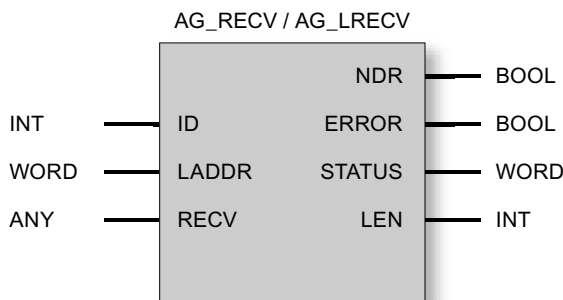 AG_RECV / AG_LRECV
NDR BOOL
INT ID ERROR BOOL
WORD LADDR STATUS WORD
ANY RECV LEN INT